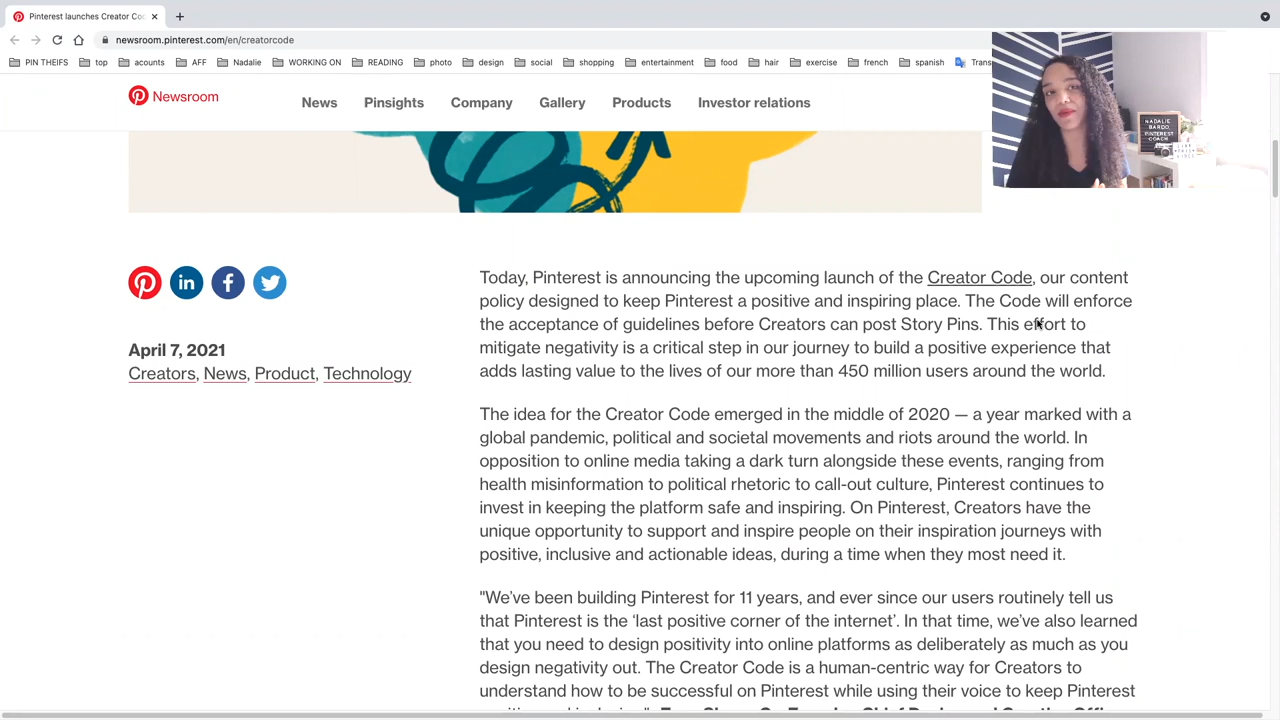 Pinterest launches Creator Co
newsroom.pinterest.com/en/creatorcode
PIN THEIFS top acounts AFF Nadalie WORKING ON READING photo design social shopping entertainment food hair exercise french spanish Trans
Newsroom
News Pinsights Company Gallery Products Investor relations
NADALIE
BARDO,
PINTEREST
COACH
April 7, 2021
Creators, News, Product, Technology
Today, Pinterest is announcing the upcoming launch of the Creator Code, our content
policy designed to keep Pinterest a positive and inspiring place. The Code will enforce
the acceptance of guidelines before Creators can post Story Pins. This effort to
mitigate negativity is a critical step in our journey to build a positive experience that
adds lasting value to the lives of our more than 450 million users around the world.
The idea for the Creator Code emerged in the middle of 2020 — a year marked with a
global pandemic, political and societal movements and riots around the world. In
opposition to online media taking a dark turn alongside these events, ranging from
health misinformation to political rhetoric to call-out culture, Pinterest continues to
invest in keeping the platform safe and inspiring. On Pinterest, Creators have the
unique opportunity to support and inspire people on their inspiration journeys with
positive, inclusive and actionable ideas, during a time when they most need it.
"We've been building Pinterest for 11 years, and ever since our users routinely tell us
that Pinterest is the 'last positive corner of the internet'. In that time, we've also learned
that you need to design positivity into online platforms as deliberately as much as you
design negativity out. The Creator Code is a human-centric way for Creators to
understand how to be successful on Pinterest while using their voice to keep Pinterest